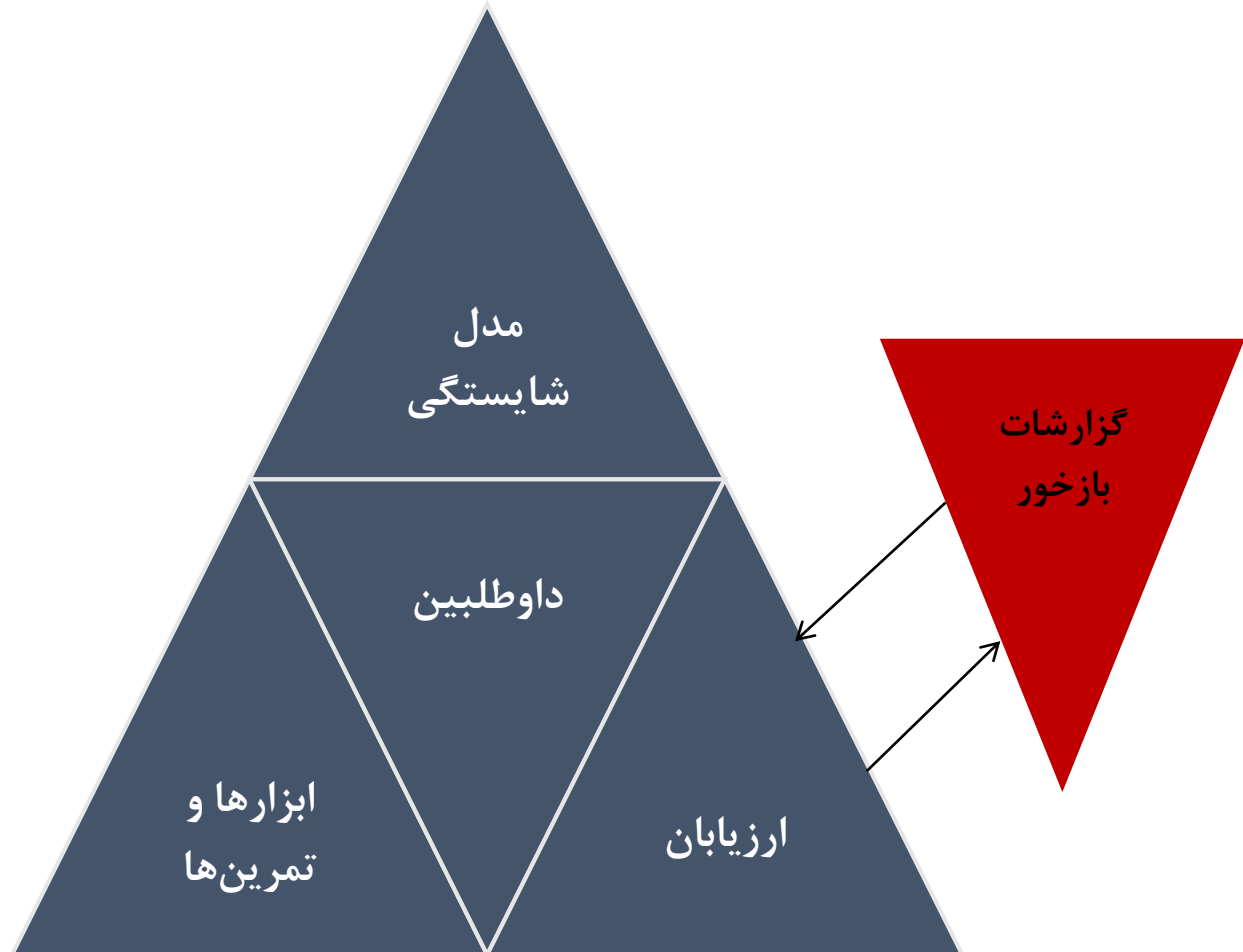 مدل
شایستگی
گزارشات
بازخور
داوطلبین
ابزارها و
تمرین‌ها
ارزیابان